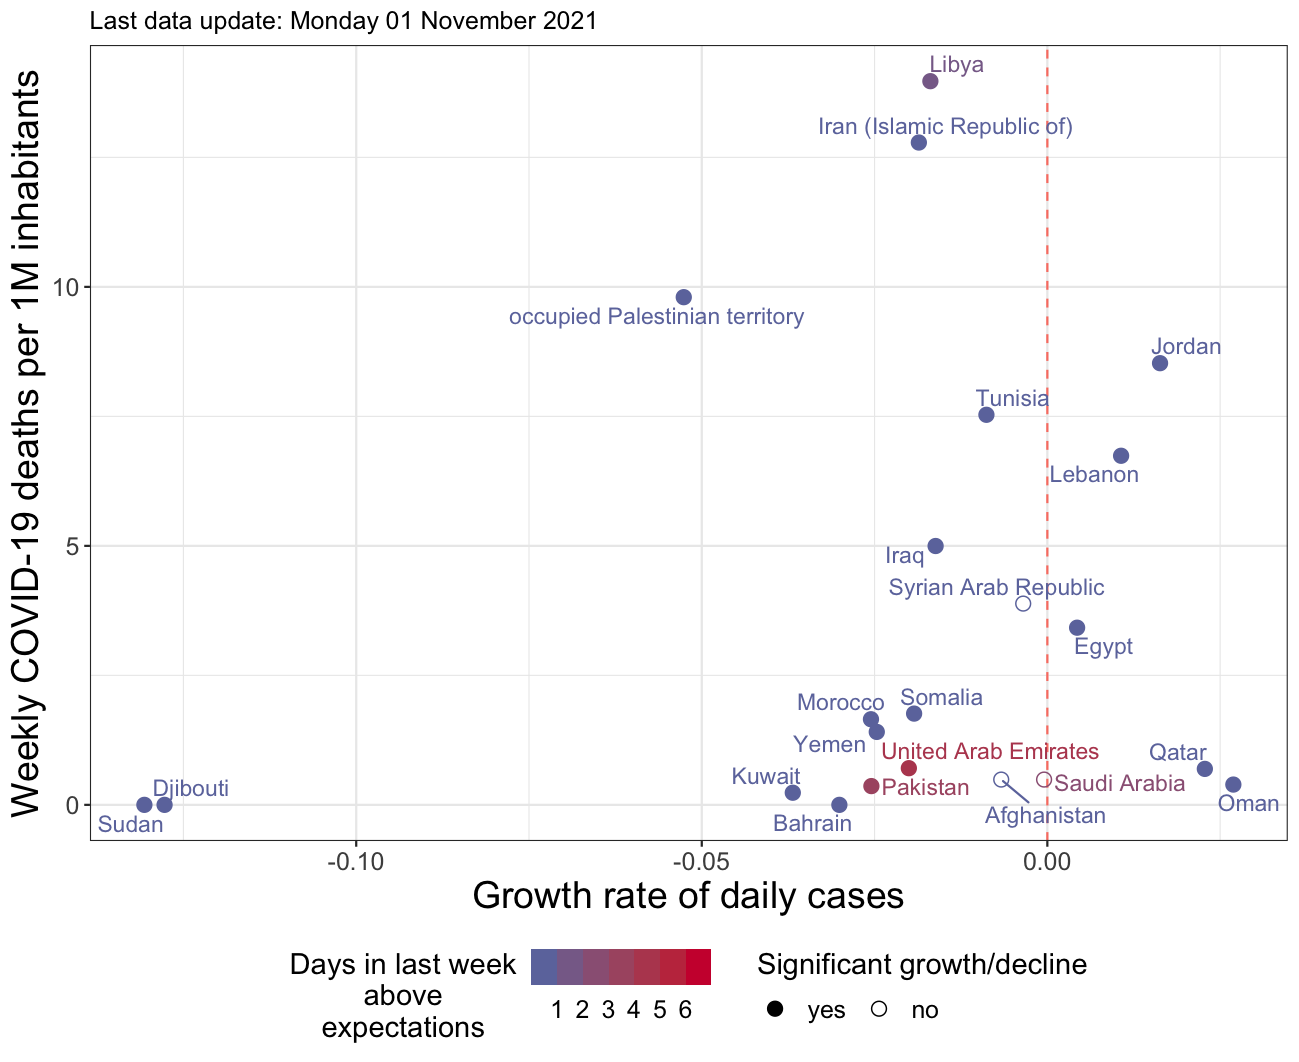 Last data update: Monday 01 November 2021
Weekly COVID-19 deaths per 1M inhabitants
10
5
0
Libya
Iran (Islamic Republic of)
occupied Palestinian territory
Jordan
Tunisia
Lebanon
Iraq
Syrian Arab Republic
Egypt
Morocco
Somalia
Yemen
United Arab Emirates
Qatar
Kuwait
Pakistan
Saudi Arabia
Djibouti
Oman
Sudan
Bahrain
Afghanistan
-0.10
-0.05
0.00
Growth rate of daily cases
Days in last week
above
expectations
1 2 3 4 5 6
Significant growth/decline
yes
no